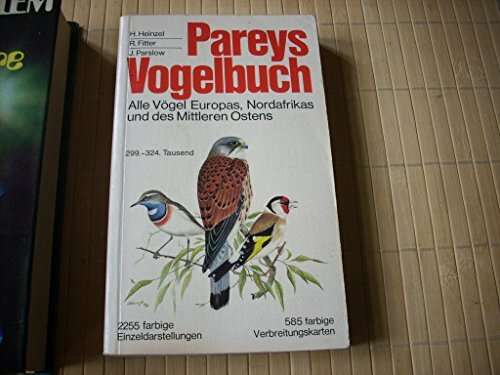 H. Heinzel
R. Fitter
J. Parslow
Pareys
Vogelbuch
Alle Vögel Europas, Nordafrikas
und des Mittleren Ostens
299.–324. Tausend
2255 farbige
Einzeldarstellungen
585 farbige
Verbreitungskarten